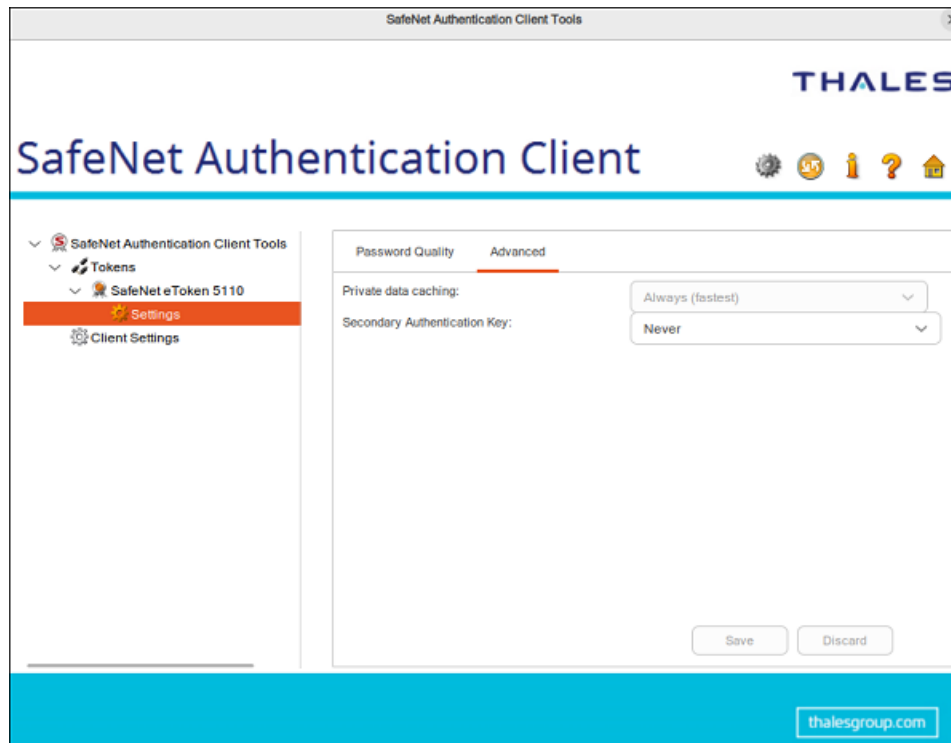 SafeNet Authentication Client Tools
THALES
SafeNet Authentication Client
SafeNet Authentication Client Tools
Tokens
SafeNet eToken 5110
Settings
Client Settings
Password Quality
Advanced
Private data caching:
Always (fastest)
Secondary Authentication Key:
Never
Save
Discard
thalesgroup.com